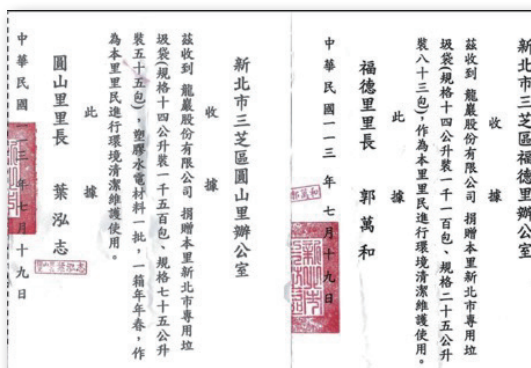 新北市三芝區福德里辦公室
收據
茲收到 龍巖股份有限公司 捐贈本里新北市專用垃
圾袋(規格十四公升裝一千一百包、規格二十五公升
裝八十三包),作為本里里民進行環境清潔維護使用。
此據
福德里里長 郭萬和
中華民國一一三年七月十九日
郭萬和
新北市三芝區圓山里辦公室
收據
茲收到 龍巖股份有限公司 捐贈本里新北市專用垃
圾袋(規格十四公升裝一千五百包、規格七十五公升
裝五十五包),塑膠水電材料一批,一箱年年春,作
為本里里民進行環境清潔維護使用。
此據
圓山里里長 葉泓志
中華民國一一三年七月十九日